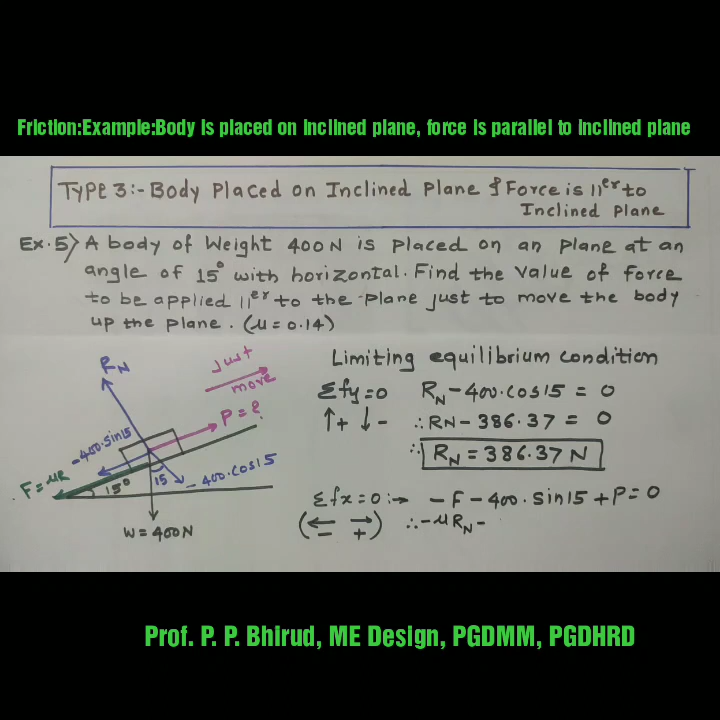 Friction:Example:Body is placed on inclined plane, force is parallel to inclined plane
TYPE 3:- Body Placed on Inclined Plane & Force is 11er to
Inclined Plane
Ex.5) A body of weight 400N is placed on an plane at an
angle of 15° with horizontal. Find the value of force
to be applied 11er to the plane just to move the body
up the plane. (μ = 0.14)
RN
just
move
P = ?
-400.sin15
F = μR
15°
15
-400.cos15
W = 400N
Limiting equilibrium condition
Σfy=0 RN - 400.cos15 = 0
↑+ ↓- ∴RN - 386.37 = 0
∴ RN = 386.37 N
Σfx=0 :→ -F - 400.sin15 + P = 0
(← →) ∴ -μRN -
- +
Prof. P. P. Bhirud, ME Design, PGDMM, PGDHRD